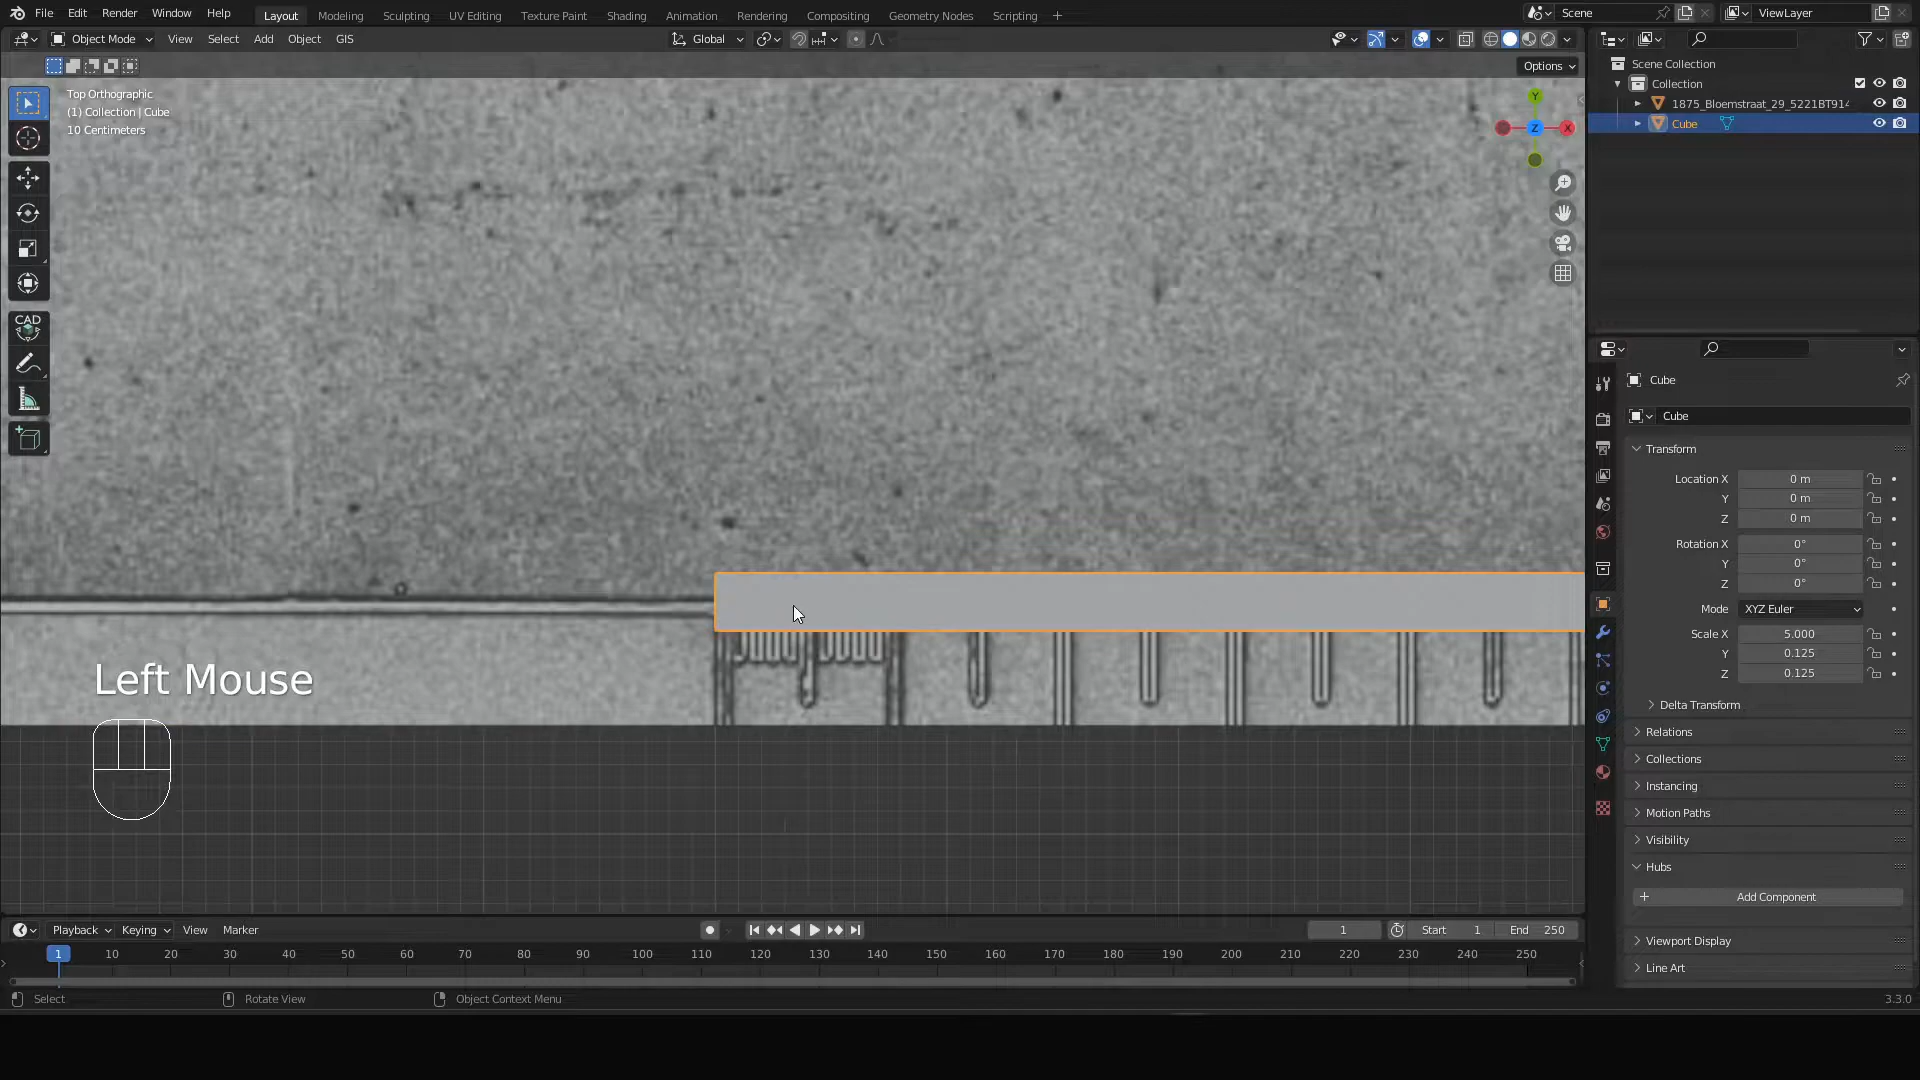 File Edit Render Window Help Layout Modeling Sculpting UV Editing Texture Paint Shading Animation Rendering Compositing Geometry Nodes Scripting + Scene ViewLayer
Object Mode View Select Add Object GIS Global
Options
Top Orthographic
(1) Collection | Cube
10 Centimeters
Y
Z
X
CAD
Left Mouse
Playback Keying View Marker 1 Start 1 End 250
1 10 20 30 40 50 60 70 80 90 100 110 120 130 140 150 160 170 180 190 200 210 220 230 240 250
Select Rotate View Object Context Menu 3.3.0
Scene Collection
Collection
1875_Bloemstraat_29_5221BT914
Cube
Cube
Cube
Transform
Location X 0 m
Y 0 m
Z 0 m
Rotation X 0°
Y 0°
Z 0°
Mode XYZ Euler
Scale X 5.000
Y 0.125
Z 0.125
Delta Transform
Relations
Collections
Instancing
Motion Paths
Visibility
Hubs
+ Add Component
Viewport Display
Line Art